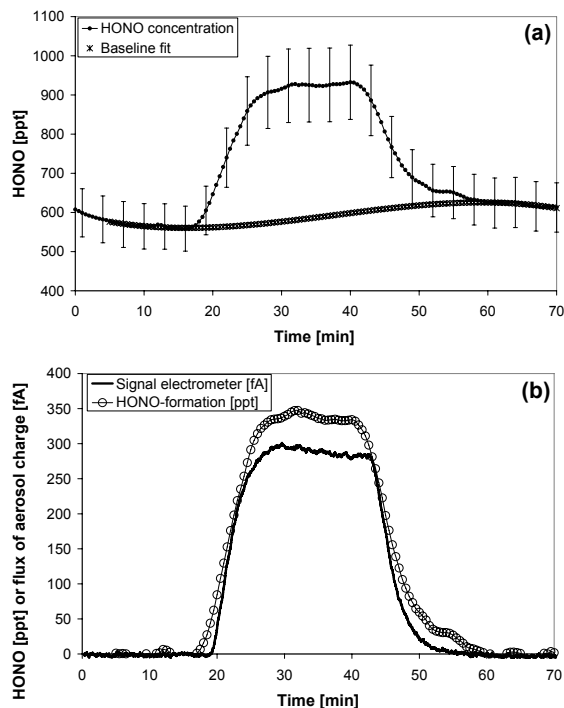 1100
1000
900
800
700
600
500
400
HONO [ppt]
HONO concentration
Baseline fit
(a)
0 10 20 30 40 50 60 70
Time [min]
400
350
300
250
200
150
100
50
0
HONO [ppt] or flux of aerosol charge [fA]
Signal electrometer [fA]
HONO-formation [ppt]
(b)
0 10 20 30 40 50 60 70
Time [min]